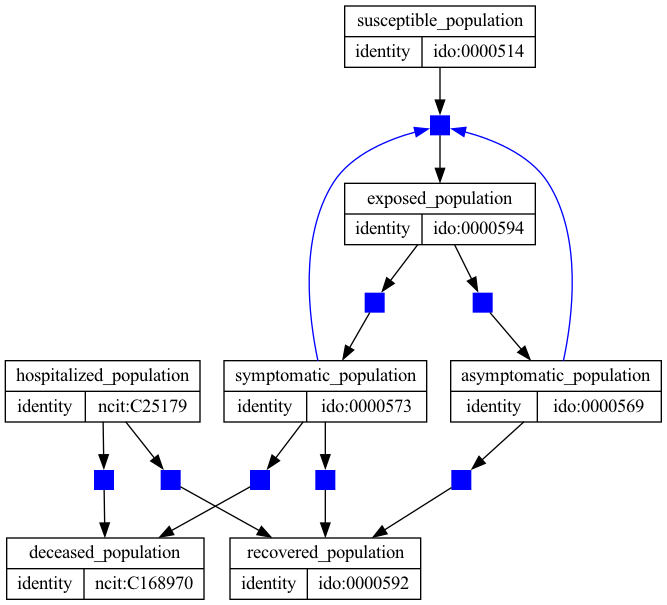 susceptible_population
identity ido:0000514
exposed_population
identity ido:0000594
hospitalized_population
identity ncit:C25179
symptomatic_population
identity ido:0000573
asymptomatic_population
identity ido:0000569
deceased_population
identity ncit:C168970
recovered_population
identity ido:0000592